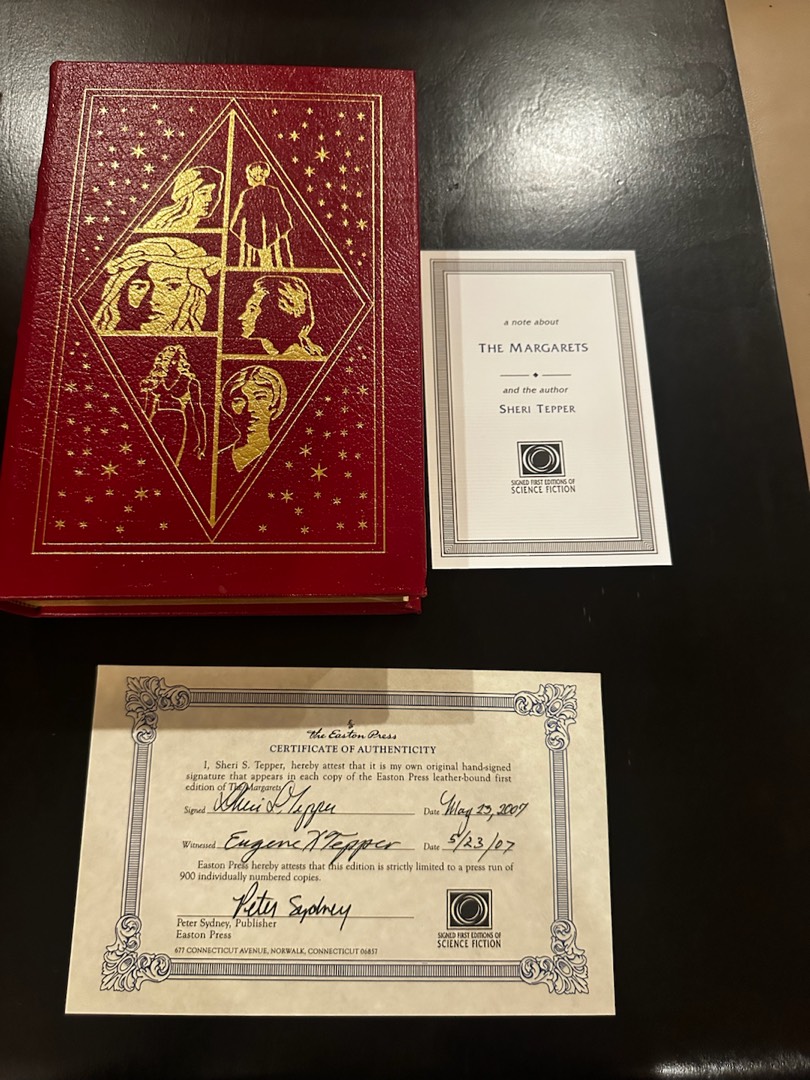 a note about
THE MARGARETS
and the author
SHERI TEPPER
SIGNED FIRST EDITIONS OF
SCIENCE FICTION
The Easton Press
CERTIFICATE OF AUTHENTICITY
I, Sheri S. Tepper, hereby attest that it is my own original hand-signed
signature that appears in each copy of the Easton Press leather-bound first
edition of The Margarets
Signed Sheri S. Tepper Date May 23, 2007
Witnessed Eugene X Tepper Date 5/23/07
Easton Press hereby attests that this edition is strictly limited to a press run of
900 individually numbered copies.
Peter Sydney
Peter Sydney, Publisher
Easton Press
677 CONNECTICUT AVENUE, NORWALK, CONNECTICUT 06857
SIGNED FIRST EDITIONS OF
SCIENCE FICTION